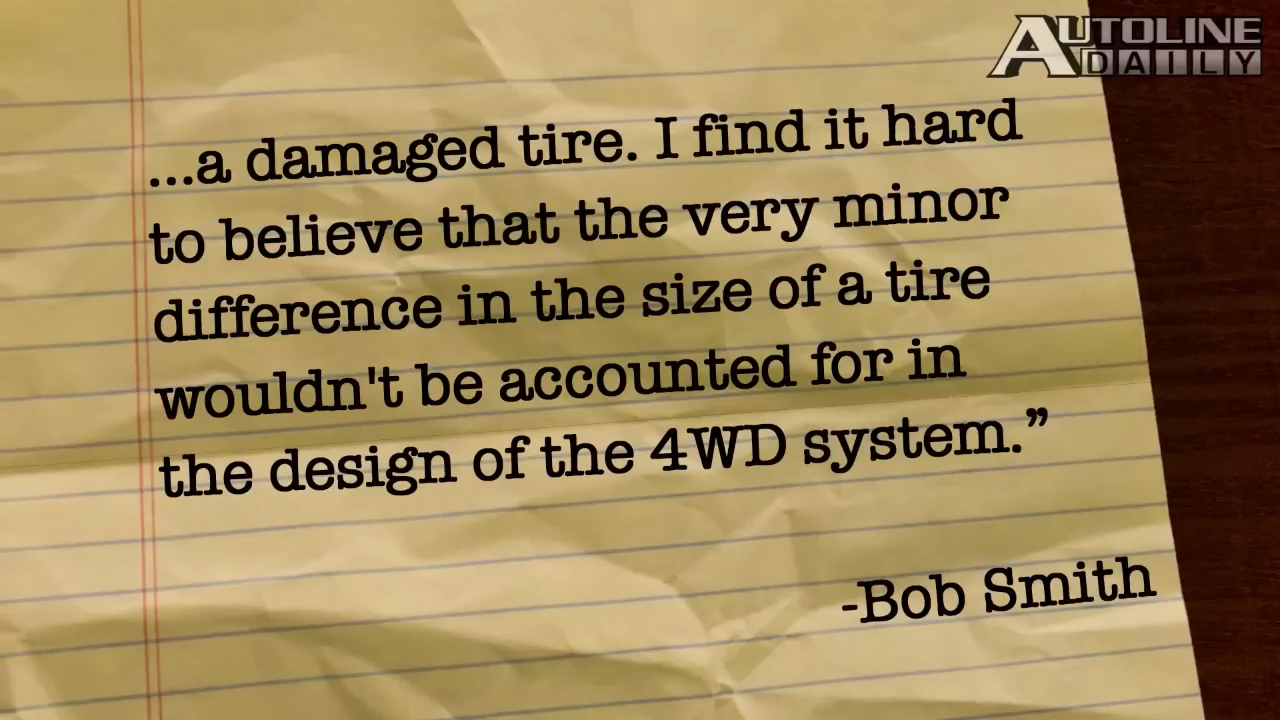 AUTOLINE
DAILY
...a damaged tire. I find it hard
to believe that the very minor
difference in the size of a tire
wouldn't be accounted for in
the design of the 4WD system.”
-Bob Smith